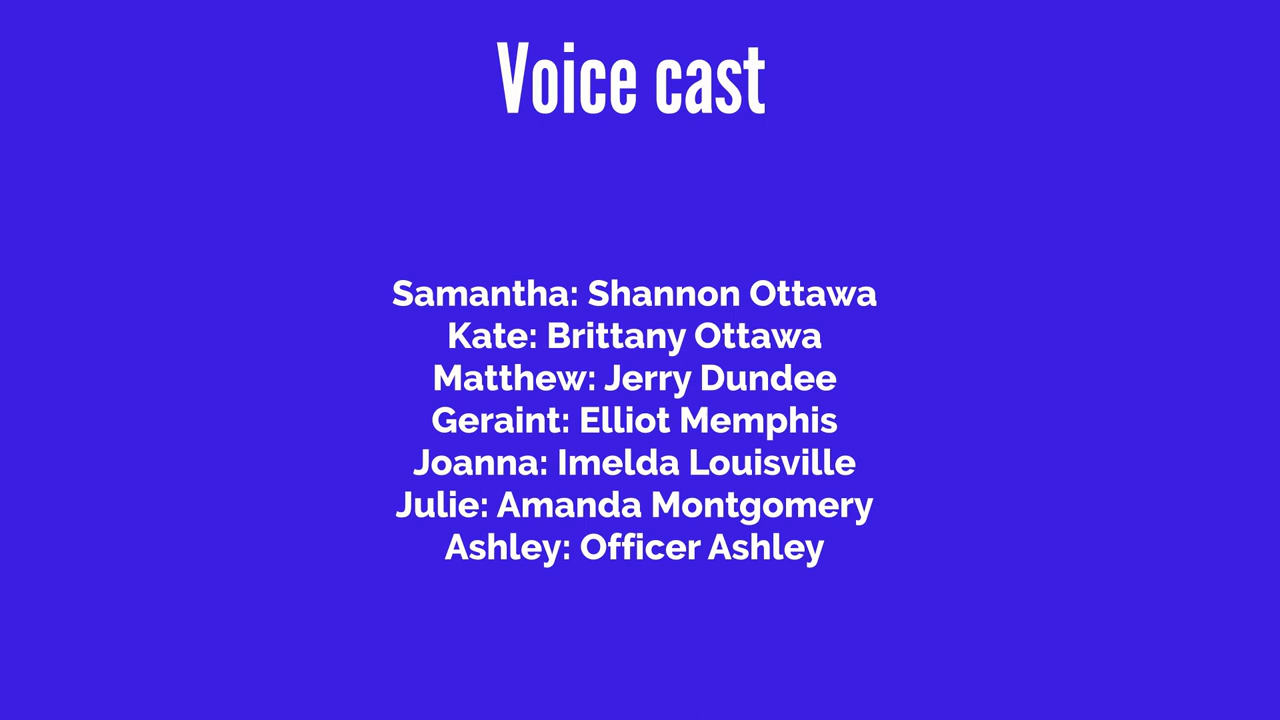 Voice cast
Samantha: Shannon Ottawa
Kate: Brittany Ottawa
Matthew: Jerry Dundee
Geraint: Elliot Memphis
Joanna: Imelda Louisville
Julie: Amanda Montgomery
Ashley: Officer Ashley